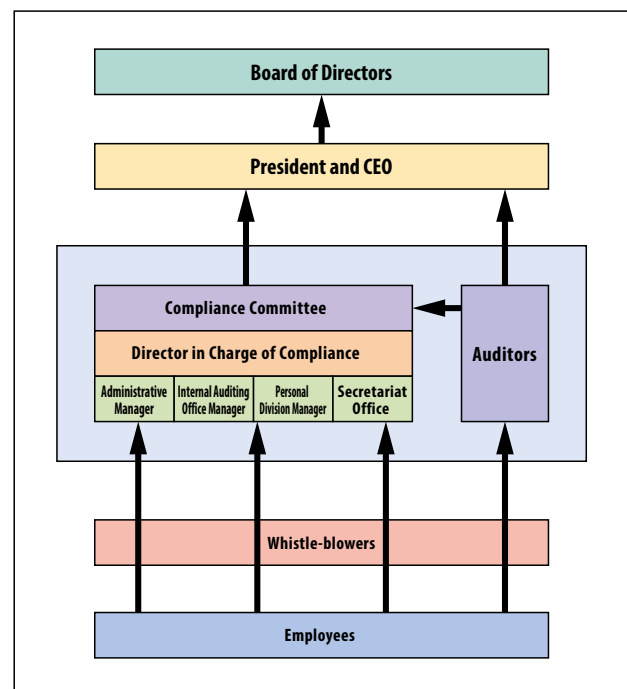 Board of Directors
President and CEO
Compliance Committee
Director in Charge of Compliance
Auditors
Administrative
Manager
Internal Auditing
Office Manager
Personal
Division Manager
Secretariat
Office
Whistle-blowers
Employees